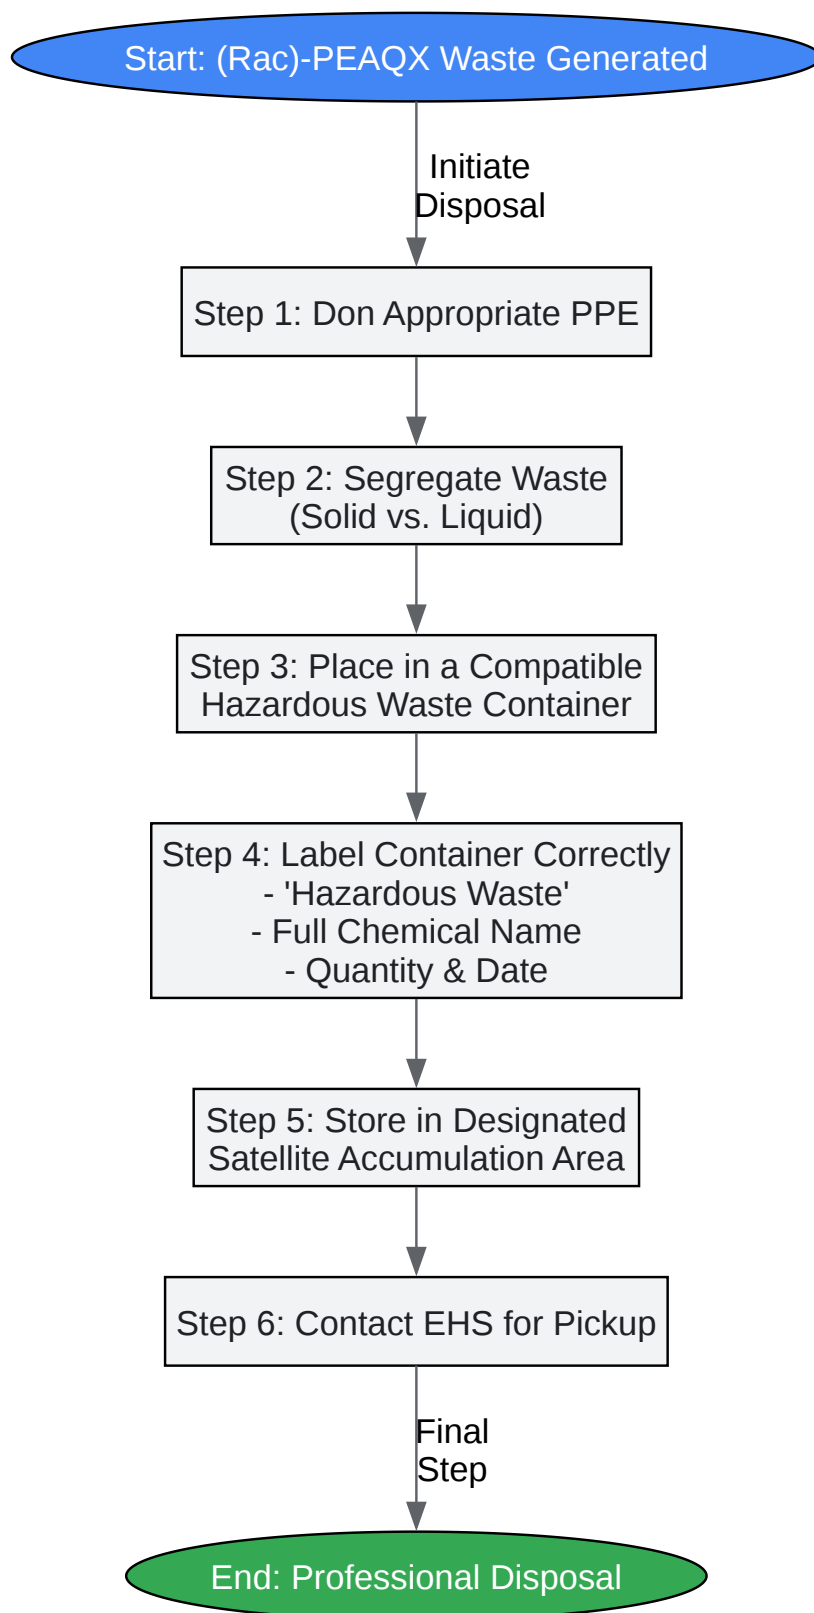 Start: (Rac)-PEAQX Waste Generated
Initiate
Disposal
Step 1: Don Appropriate PPE
Step 2: Segregate Waste
(Solid vs. Liquid)
Step 3: Place in a Compatible
Hazardous Waste Container
Step 4: Label Container Correctly
- 'Hazardous Waste'
- Full Chemical Name
- Quantity & Date
Step 5: Store in Designated
Satellite Accumulation Area
Step 6: Contact EHS for Pickup
Final
Step
End: Professional Disposal